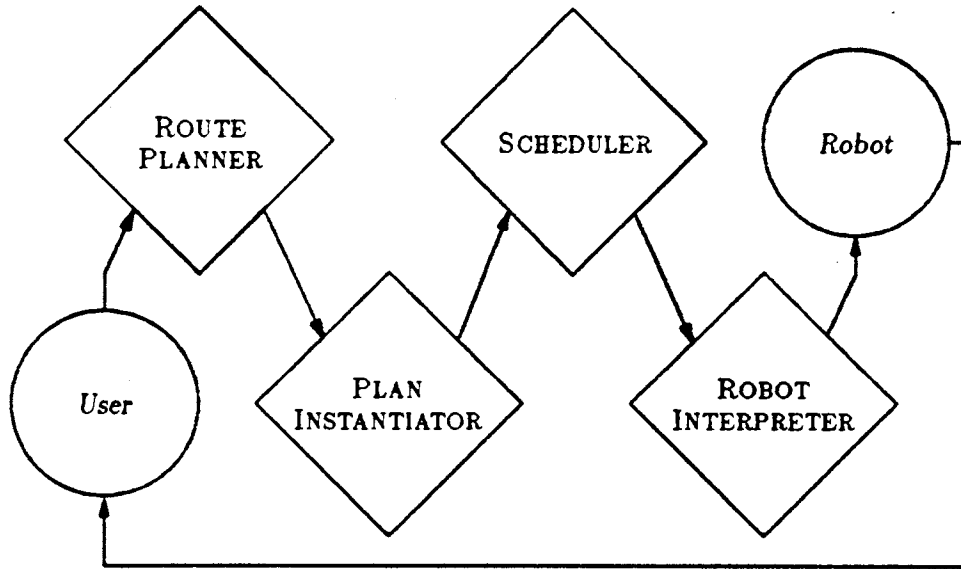 ROUTE
PLANNER
SCHEDULER
Robot
User
PLAN
INSTANTIATOR
ROBOT
INTERPRETER